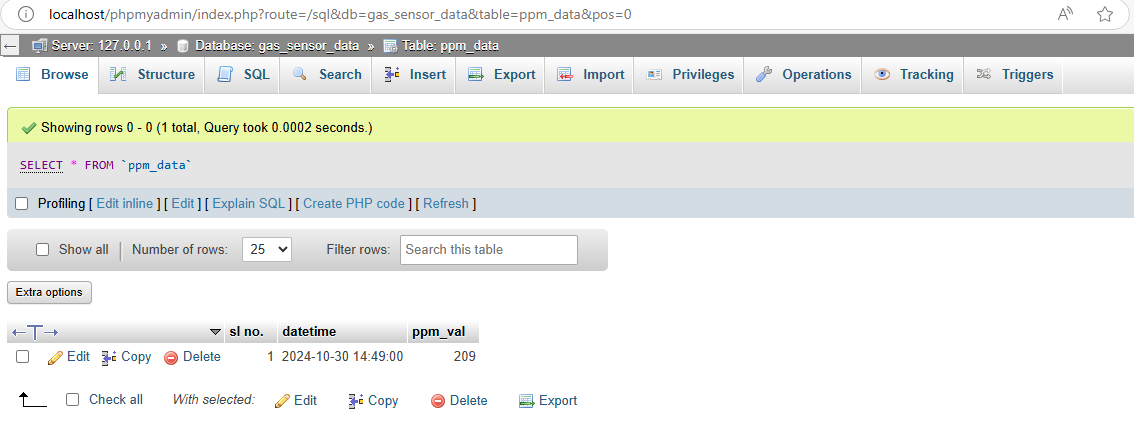 localhost/phpmyadmin/index.php?route=/sql&db=gas_sensor_data&table=ppm_data&pos=0
Server: 127.0.0.1 » Database: gas_sensor_data » Table: ppm_data
Browse Structure SQL Search Insert Export Import Privileges Operations Tracking Triggers
Showing rows 0 - 0 (1 total, Query took 0.0002 seconds.)
SELECT * FROM `ppm_data`
Profiling [ Edit inline ] [ Edit ] [ Explain SQL ] [ Create PHP code ] [ Refresh ]
Show all Number of rows: 25 Filter rows: Search this table
Extra options
sl no. datetime ppm_val
Edit Copy Delete 1 2024-10-30 14:49:00 209
Check all With selected: Edit Copy Delete Export